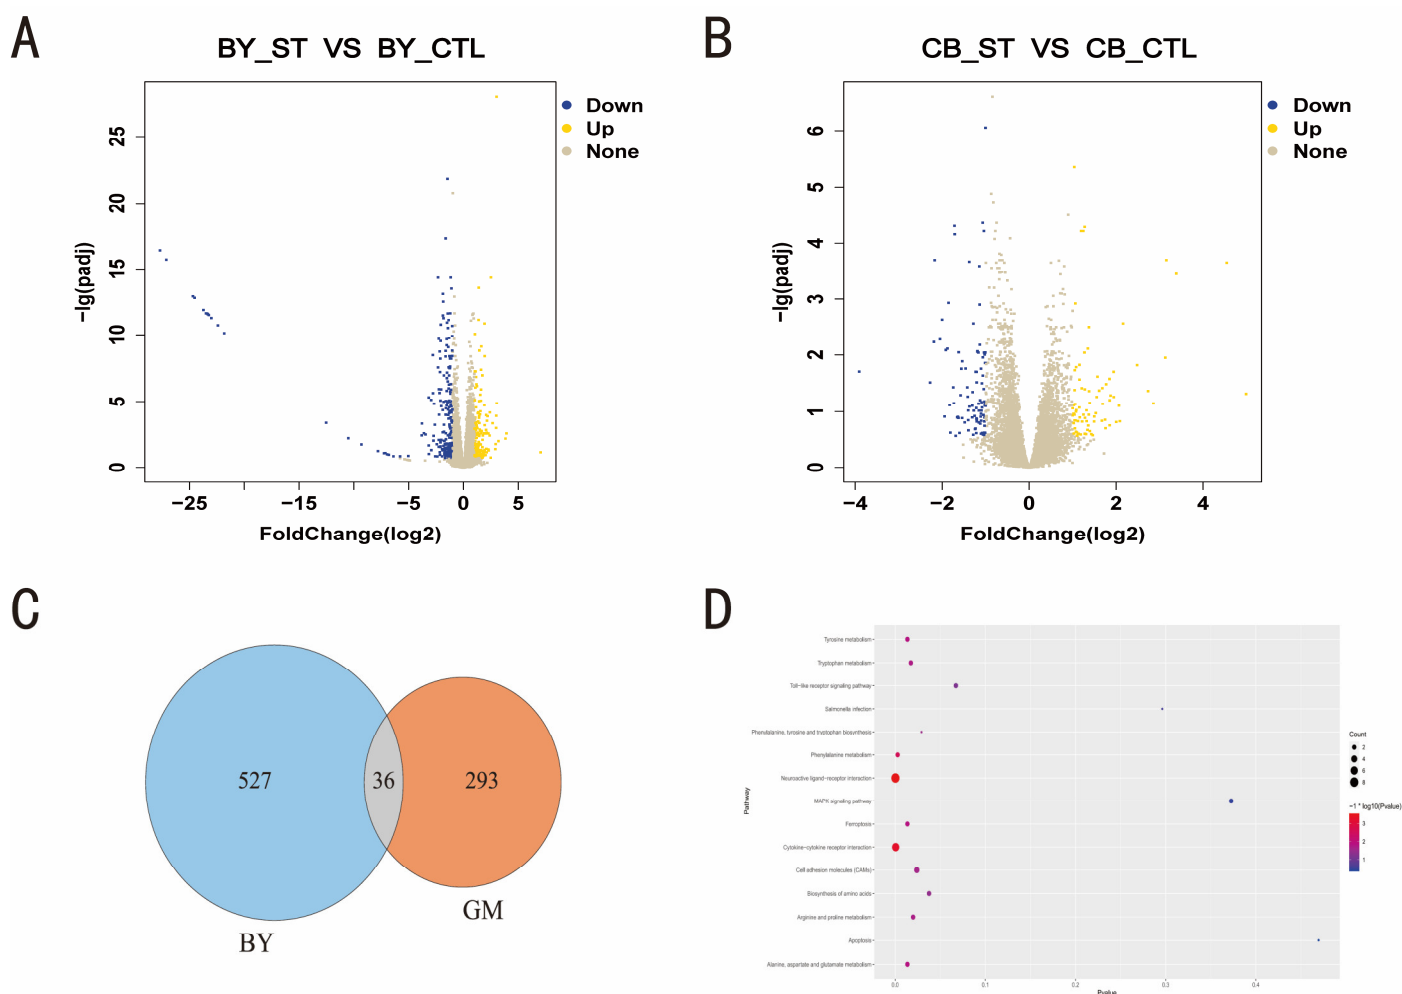 A
BY_ST VS BY_CTL
−lg(padj)
25
20
15
10
5
0
−25
−15
−5
0
5
FoldChange(log2)
Down
Up
None
B
CB_ST VS CB_CTL
−lg(padj)
6
5
4
3
2
1
0
−4
−2
0
2
4
FoldChange(log2)
Down
Up
None
C
527
36
293
BY
GM
D
Pathway
Tyrosine metabolism
Tryptophan metabolism
Toll−like receptor signaling pathway
Salmonella infection
Phenylalanine, tyrosine and tryptophan biosynthesis
Phenylalanine metabolism
Neuroactive ligand−receptor interaction
MAPK signaling pathway
Ferroptosis
Cytokine−cytokine receptor interaction
Cell adhesion molecules (CAMs)
Biosynthesis of amino acids
Arginine and proline metabolism
Apoptosis
Alanine, aspartate and glutamate metabolism
0.0
0.1
0.2
0.3
0.4
Pvalue
Count
2
4
6
8
−1 * log10(Pvalue)
3
2
1